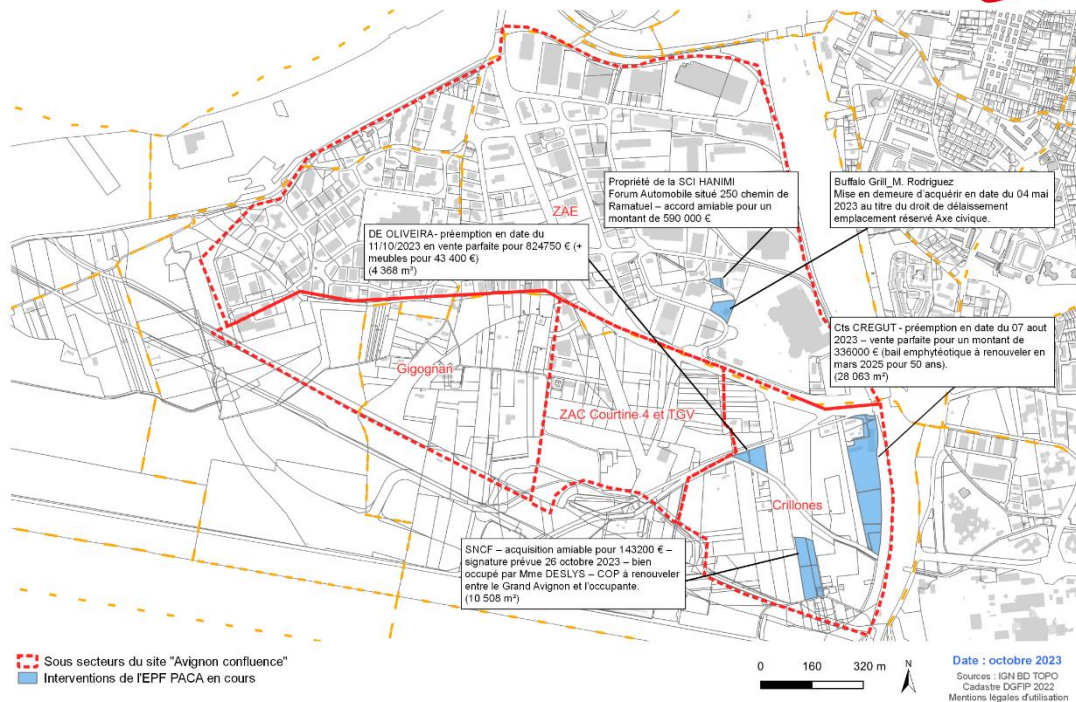 Propriété de la SCI HANIMI
Forum Automobile situé 250 chemin de
Ramatuel – accord amiable pour un
montant de 590 000 €
Buffalo Grill_M. Rodriguez
Mise en demeure d'acquérir en date du 04 mai
2023 au titre du droit de délaissement
emplacement réservé Axe civique.
ZAE
DE OLIVEIRA- préemption en date du
11/10/2023 en vente parfaite pour 824750 € (+
meubles pour 43 400 €)
(4 368 m²)
Cts CREGUT - préemption en date du 07 aout
2023 – vente parfaite pour un montant de
336000 € (bail emphytéotique à renouveler en
mars 2025 pour 50 ans).
(28 063 m²)
Gigognan
ZAC Courtine 4 et TGV
Crillones
SNCF – acquisition amiable pour 143200 € –
signature prévue 26 octobre 2023 – bien
occupé par Mme DESLYS – COP à renouveler
entre le Grand Avignon et l'occupante.
(10 508 m²)
Sous secteurs du site "Avignon confluence"
Interventions de l'EPF PACA en cours
0 160 320 m
N
Date : octobre 2023
Sources : IGN BD TOPO
Cadastre DGFIP 2022
Mentions légales d'utilisation